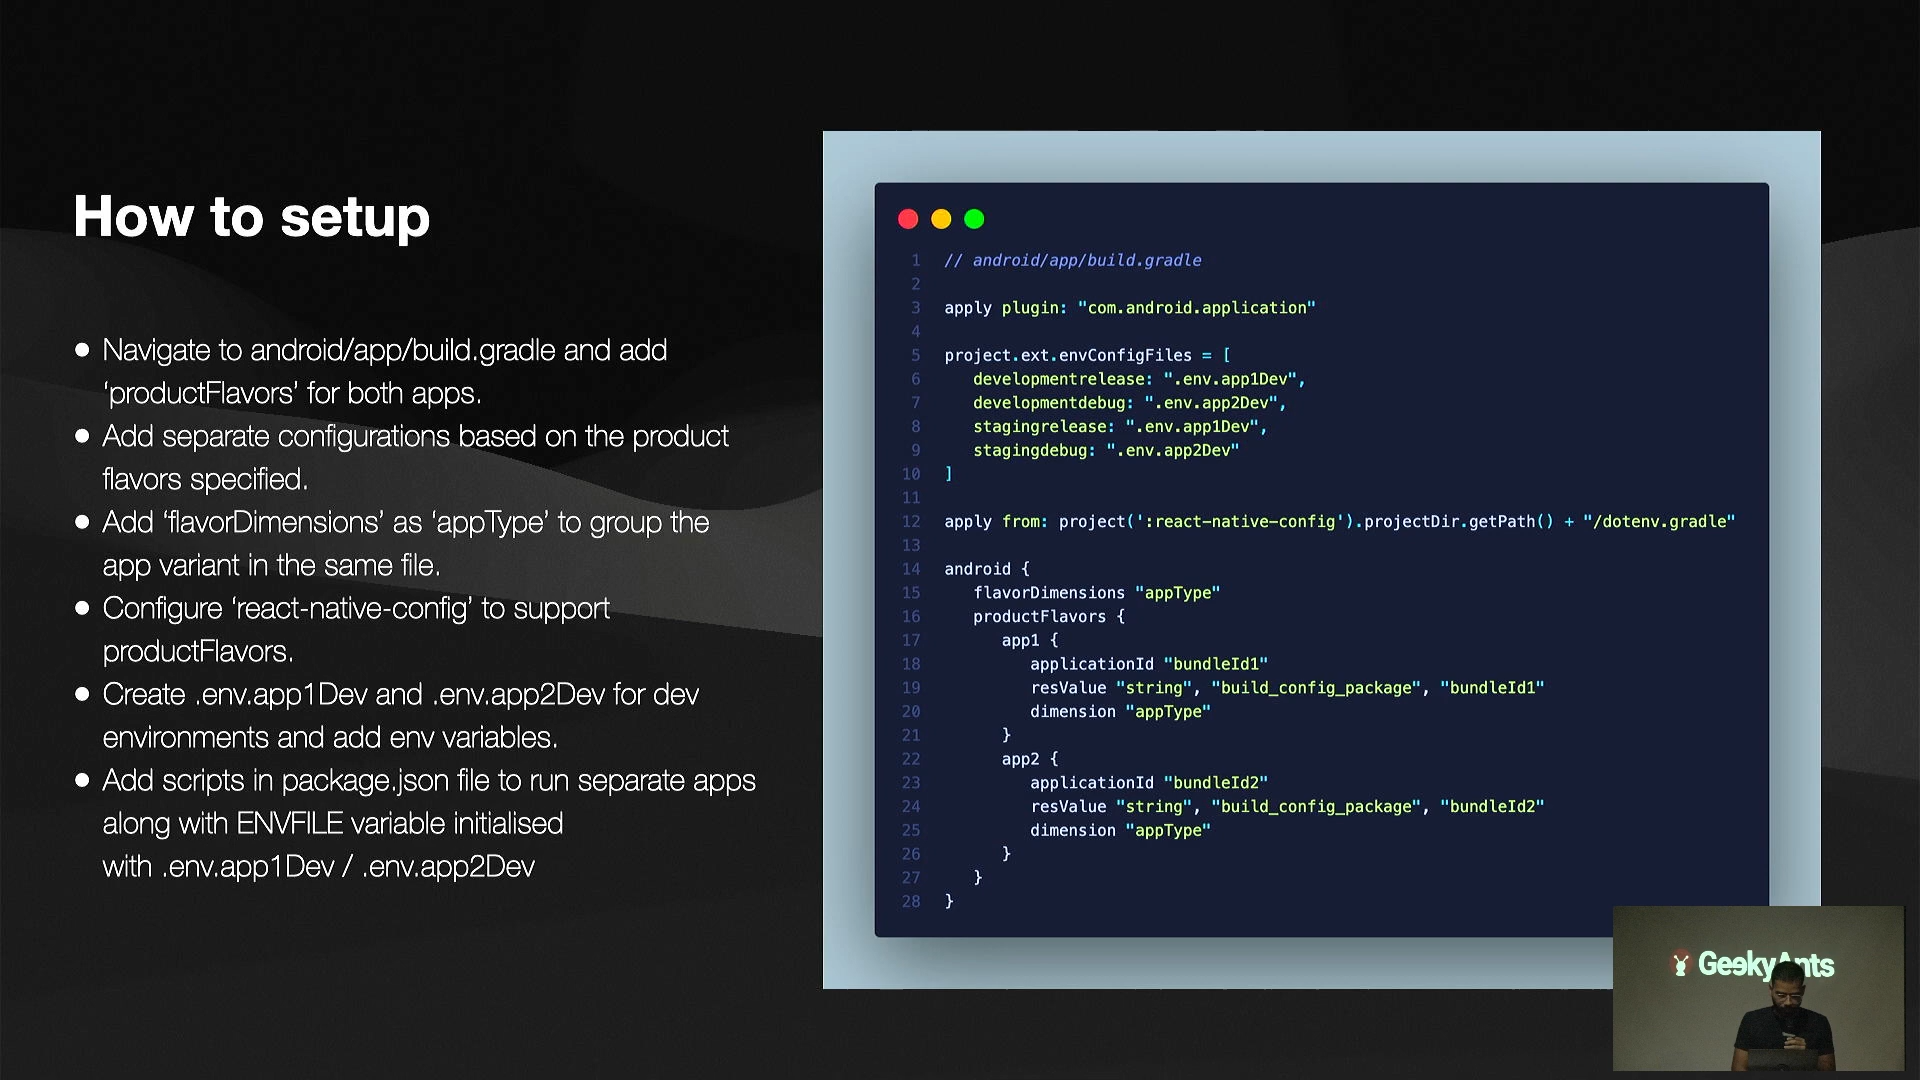 How to setup
● Navigate to android/app/build.gradle and add
‘productFlavors’ for both apps.
● Add separate configurations based on the product
flavors specified.
● Add ‘flavorDimensions’ as ‘appType’ to group the
app variant in the same file.
● Configure ‘react-native-config’ to support
productFlavors.
● Create .env.app1Dev and .env.app2Dev for dev
environments and add env variables.
● Add scripts in package.json file to run separate apps
along with ENVFILE variable initialised
with .env.app1Dev / .env.app2Dev
1 // android/app/build.gradle
2
3 apply plugin: "com.android.application"
4
5 project.ext.envConfigFiles = [
6 developmentrelease: ".env.app1Dev",
7 developmentdebug: ".env.app2Dev",
8 stagingrelease: ".env.app1Dev",
9 stagingdebug: ".env.app2Dev"
10 ]
11
12 apply from: project(':react-native-config').projectDir.getPath() + "/dotenv.gradle"
13
14 android {
15 flavorDimensions "appType"
16 productFlavors {
17 app1 {
18 applicationId "bundleId1"
19 resValue "string", "build_config_package", "bundleId1"
20 dimension "appType"
21 }
22 app2 {
23 applicationId "bundleId2"
24 resValue "string", "build_config_package", "bundleId2"
25 dimension "appType"
26 }
27 }
28 }
GeekyAnts